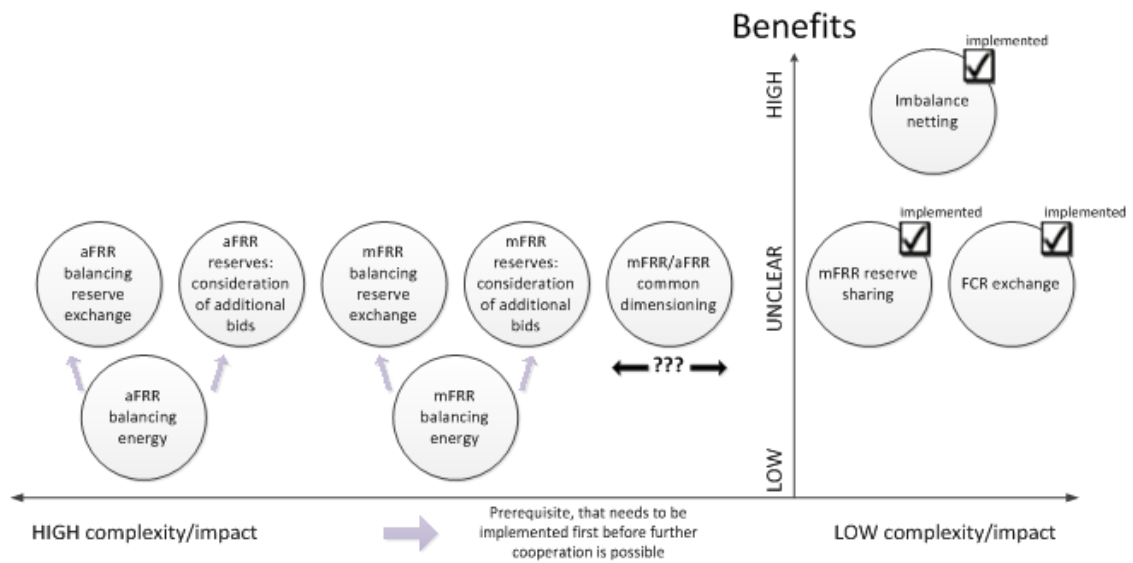 Benefits
implemented
HIGH
Imbalance
netting
implemented
implemented
aFRR
balancing
reserve
exchange
aFRR
reserves:
consideration
of additional
bids
mFRR
balancing
reserve
exchange
mFRR
reserves:
consideration
of additional
bids
mFRR/aFRR
common
dimensioning
UNCLEAR
mFRR reserve
sharing
FCR exchange
???
aFRR
balancing
energy
mFRR
balancing
energy
LOW
HIGH complexity/impact
Prerequisite, that needs to be
implemented first before further
cooperation is possible
LOW complexity/impact